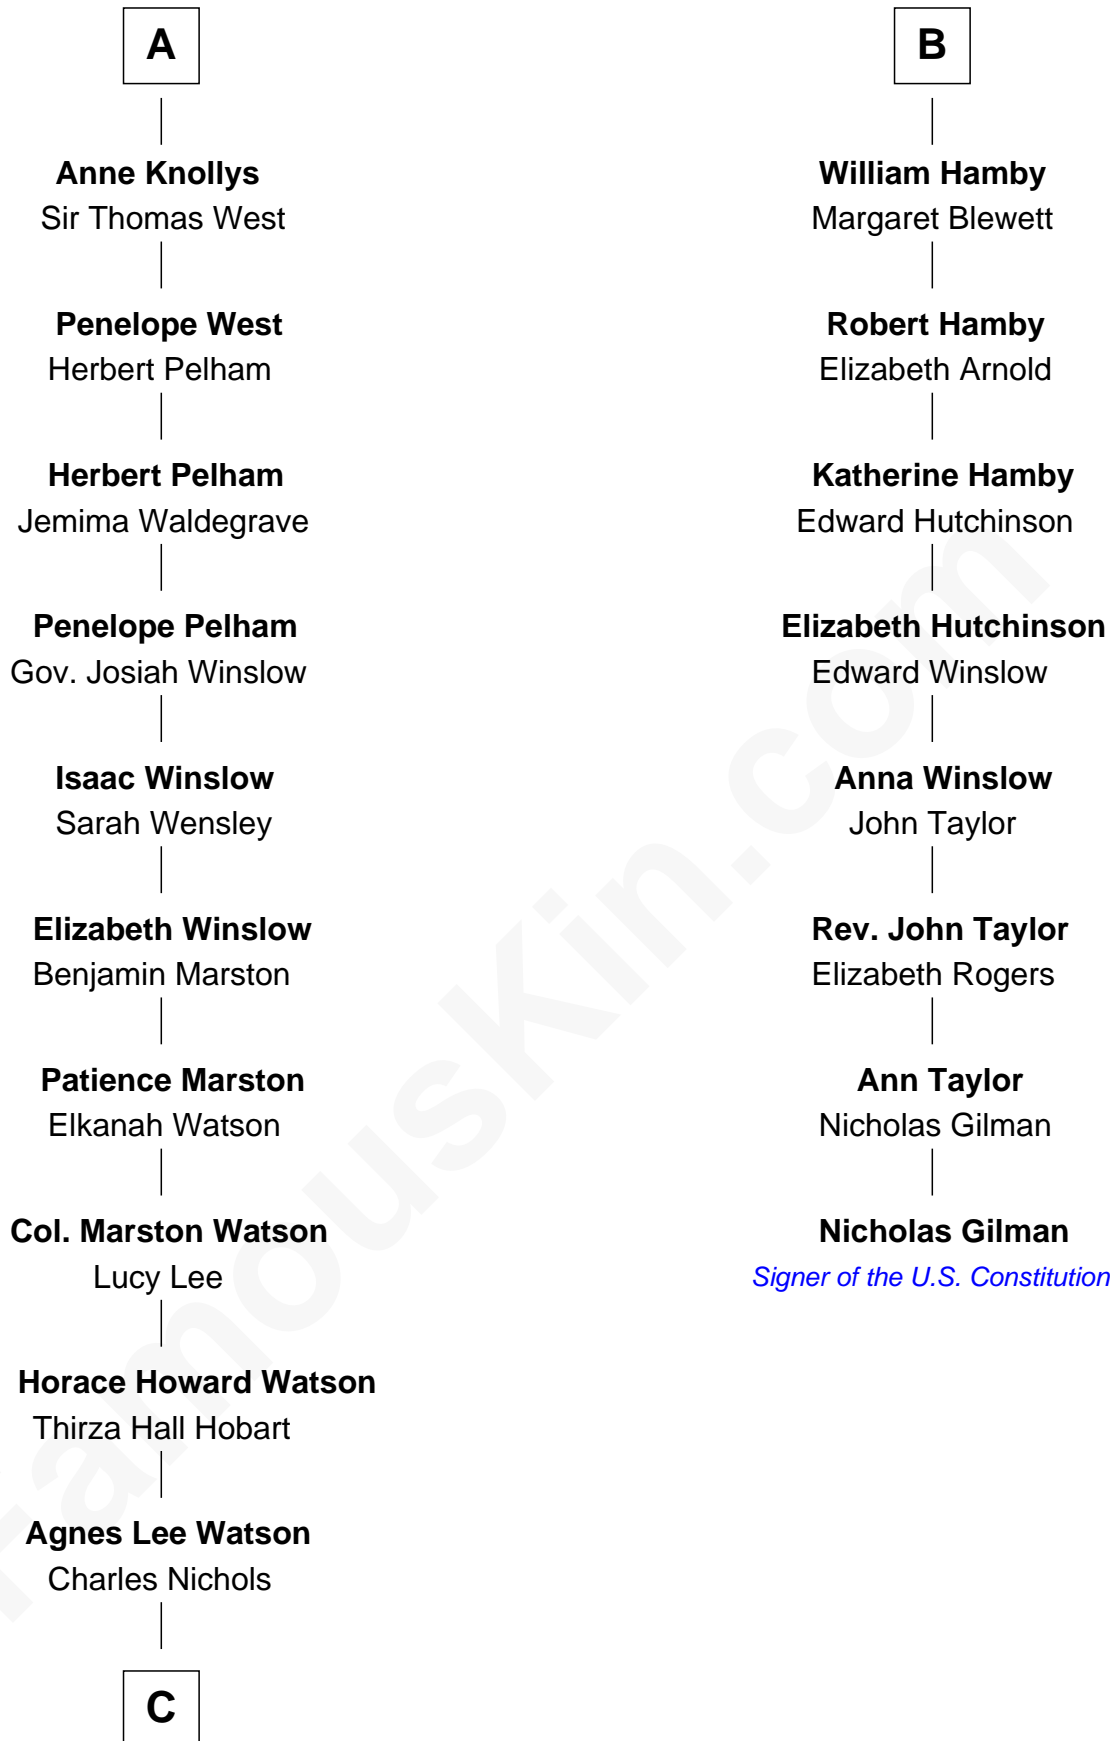 A
Anne Knollys
Sir Thomas West
Penelope West
Herbert Pelham
Herbert Pelham
Jemima Waldegrave
Penelope Pelham
Gov. Josiah Winslow
Isaac Winslow
Sarah Wensley
Elizabeth Winslow
Benjamin Marston
Patience Marston
Elkanah Watson
Col. Marston Watson
Lucy Lee
Horace Howard Watson
Thirza Hall Hobart
Agnes Lee Watson
Charles Nichols
C
B
William Hamby
Margaret Blewett
Robert Hamby
Elizabeth Arnold
Katherine Hamby
Edward Hutchinson
Elizabeth Hutchinson
Edward Winslow
Anna Winslow
John Taylor
Rev. John Taylor
Elizabeth Rogers
Ann Taylor
Nicholas Gilman
Nicholas Gilman
Signer of the U.S. Constitution
FamousKin.com